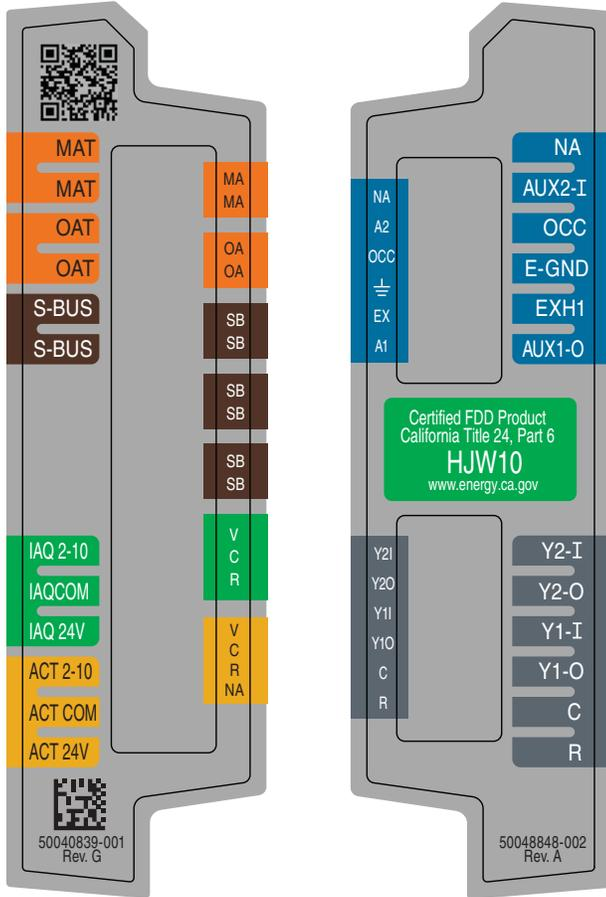 MAT
MAT
OAT
OAT
S-BUS
S-BUS
IAQ 2-10
IAQCOM
IAQ 24V
ACT 2-10
ACT COM
ACT 24V
50040839-001
Rev. G
MA
MA
OA
OA
SB
SB
SB
SB
SB
SB
V
C
R
V
C
R
NA
NA
A2
OCC
EX
A1
Y2I
Y2O
Y1I
Y1O
C
R
Certified FDD Product
California Title 24, Part 6
HJW10
www.energy.ca.gov
NA
AUX2-I
OCC
E-GND
EXH1
AUX1-O
Y2-I
Y2-O
Y1-I
Y1-O
C
R
50048848-002
Rev. A